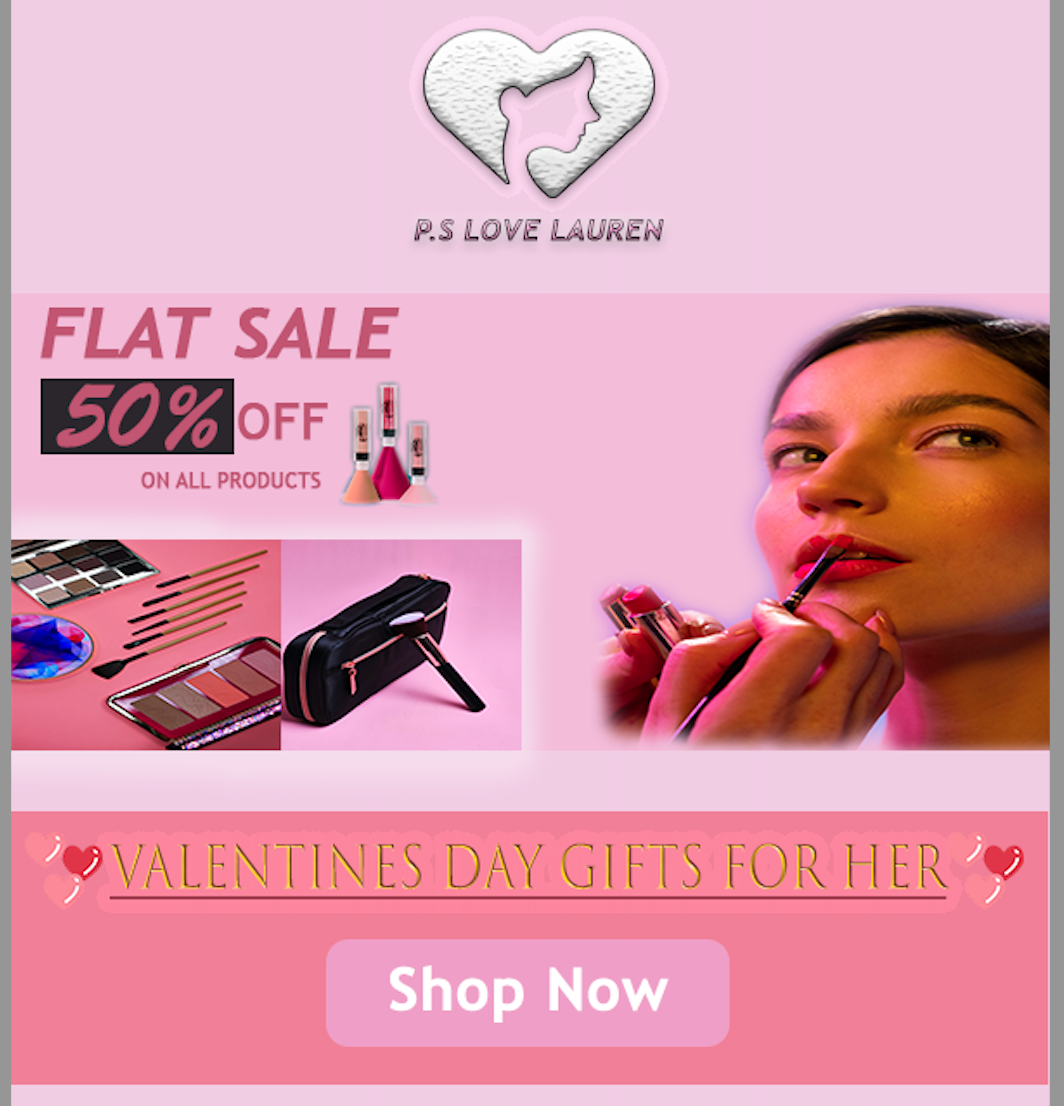 P.S LOVE LAUREN
FLAT SALE
50% OFF
ON ALL PRODUCTS
VALENTINES DAY GIFTS FOR HER
Shop Now